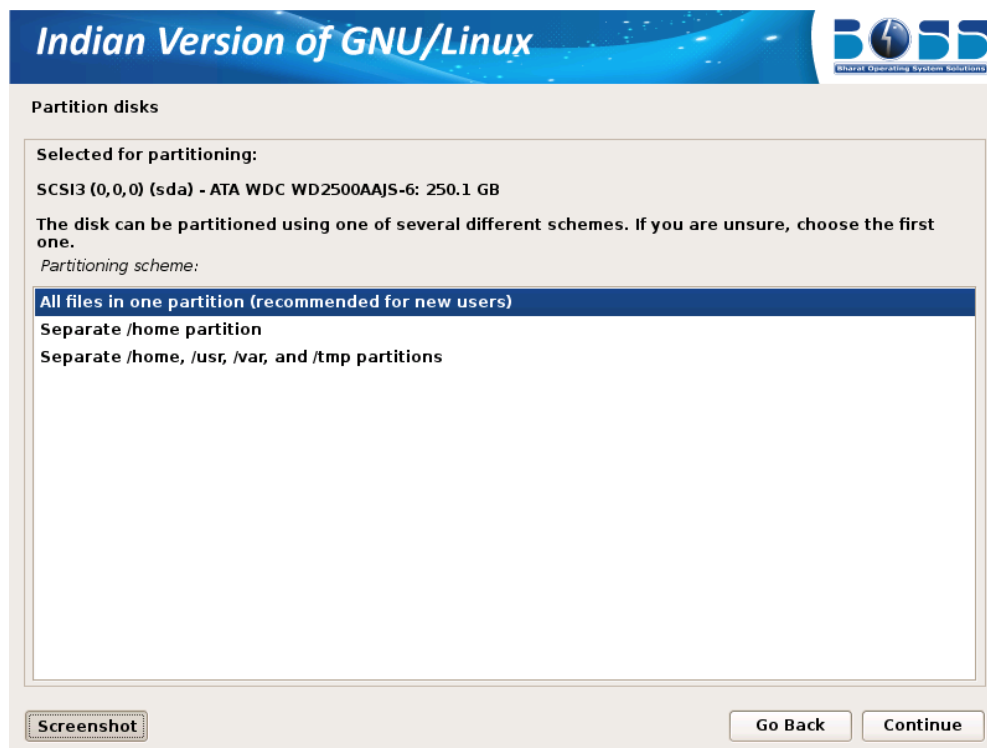 Indian Version of GNU/Linux
BOSS
Bharat Operating System Solutions
Partition disks
Selected for partitioning:
SCSI3 (0,0,0) (sda) - ATA WDC WD2500AAJS-6: 250.1 GB
The disk can be partitioned using one of several different schemes. If you are unsure, choose the first
one.
Partitioning scheme:
All files in one partition (recommended for new users)
Separate /home partition
Separate /home, /usr, /var, and /tmp partitions
Screenshot
Go Back
Continue